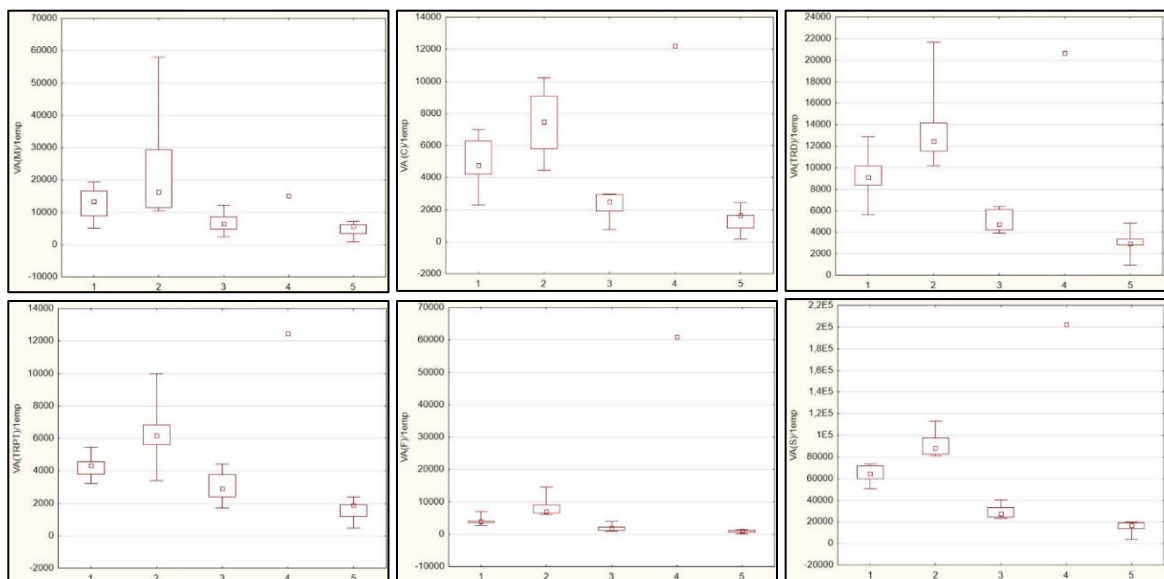 70000
60000
50000
40000
30000
20000
10000
0
-10000
VA(M)/1emp
1 2 3 4 5
14000
12000
10000
8000
6000
4000
2000
0
-2000
VA (C)/1emp
1 2 3 4 5
24000
22000
20000
18000
16000
14000
12000
10000
8000
6000
4000
2000
0
VA(TRD)/1emp
1 2 3 4 5
14000
12000
10000
8000
6000
4000
2000
0
-2000
VA(TRPT)/1emp
1 2 3 4 5
70000
60000
50000
40000
30000
20000
10000
0
-10000
VA(F)/1emp
1 2 3 4 5
2,2E5
2E5
1,8E5
1,6E5
1,4E5
1,2E5
1E5
80000
60000
40000
20000
0
-20000
VA(S)/1emp
1 2 3 4 5